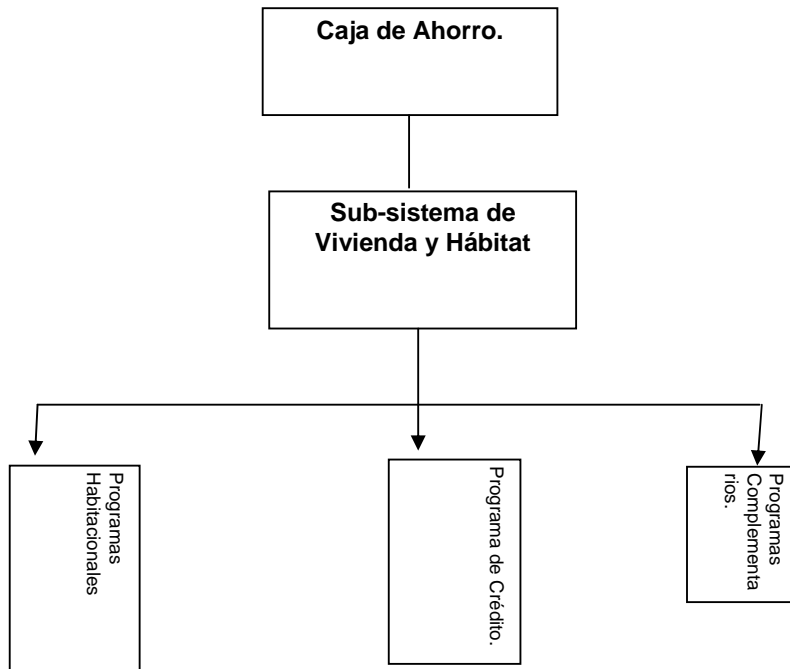 Caja de Ahorro.
Sub-sistema de
Vivienda y Hábitat
Programas
Habitacionales
Programa de Crédito.
Programas
Complementa
rios.